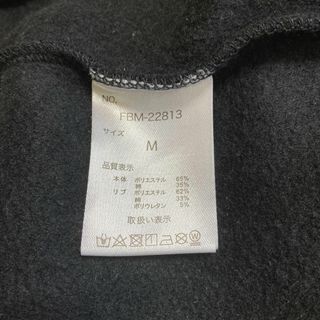 NO.
FBM-22813
サイズ
M
品質表示
本体 ポリエステル 65%
綿 35%
リブ ポリエステル 62%
綿 33%
ポリウレタン 5%
取扱い表示
W